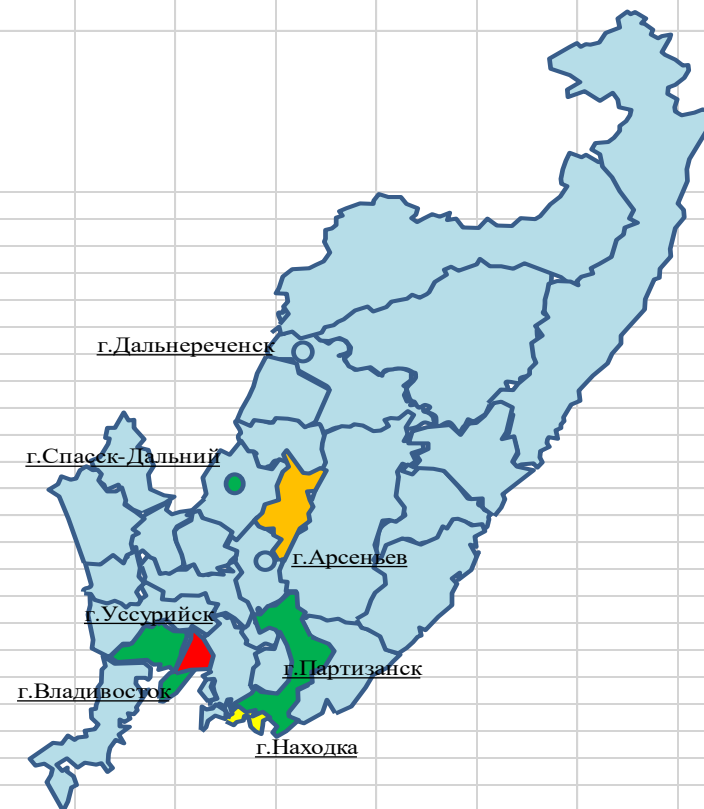 г.Дальнереченск
г.Спасск-Дальний
г.Арсеньев
г.Уссурийск
г.Партизанск
г.Владивосток
г.Находка